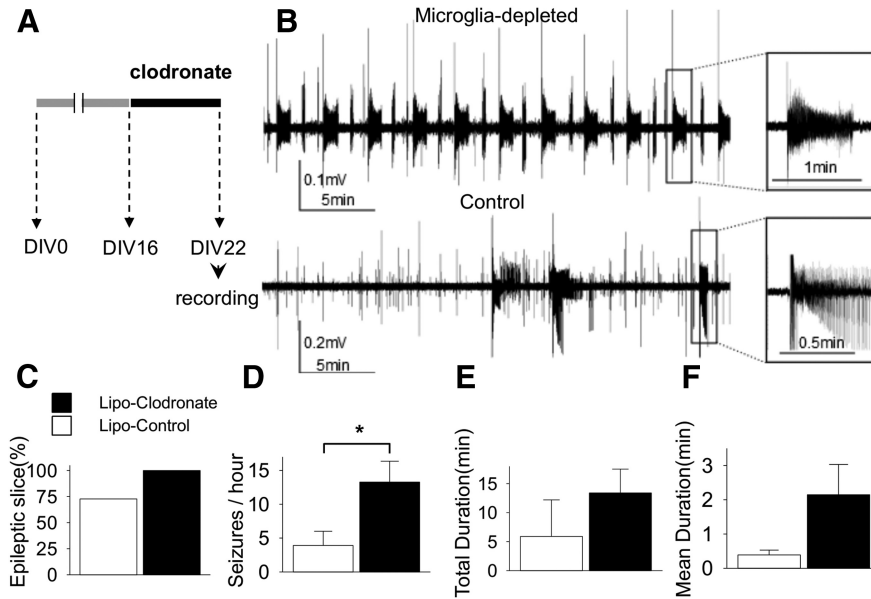 A
clodronate
DIV0
DIV16
DIV22
recording
B
Microglia-depleted
0.1mV
5min
1min
Control
0.2mV
5min
0.5min
C
Lipo-Clodronate
Lipo-Control
Epileptic slice(%)
100
75
50
25
0
D
Seizures / hour
*
15
10
5
0
E
Total Duration(min)
15
10
5
0
F
Mean Duration(min)
3
2
1
0